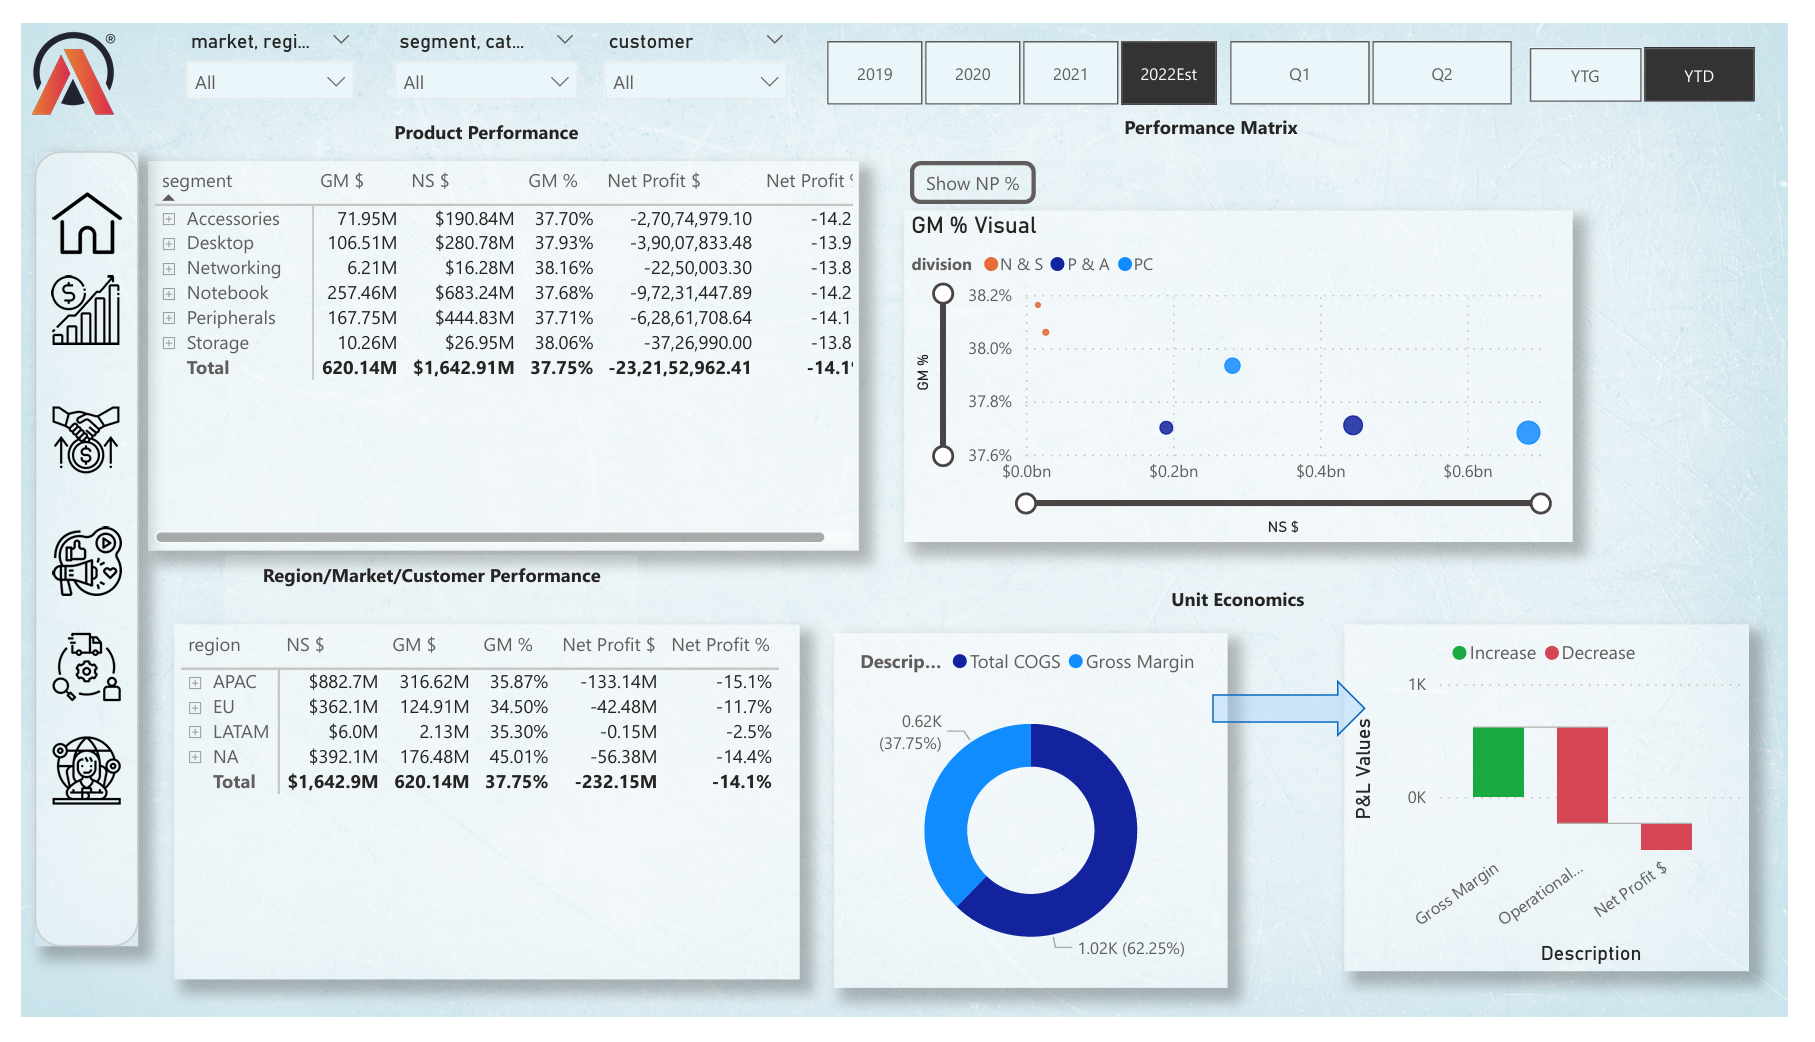 ®
market, regi...
segment, cat...
customer
All
All
All
2019
2020
2021
2022Est
Q1
Q2
YTG
YTD
Product Performance
Performance Matrix
segment GM $ NS $ GM % Net Profit $ Net Profit %
Accessories 71.95M $190.84M 37.70% -2,70,74,979.10 -14.2
Desktop 106.51M $280.78M 37.93% -3,90,07,833.48 -13.9
Networking 6.21M $16.28M 38.16% -22,50,003.30 -13.8
Notebook 257.46M $683.24M 37.68% -9,72,31,447.89 -14.2
Peripherals 167.75M $444.83M 37.71% -6,28,61,708.64 -14.1
Storage 10.26M $26.95M 38.06% -37,26,990.00 -13.8
Total 620.14M $1,642.91M 37.75% -23,21,52,962.41 -14.1
Show NP %
GM % Visual
division N & S P & A PC
38.2%
38.0%
37.8%
37.6%
GM %
$0.0bn $0.2bn $0.4bn $0.6bn
NS $
Region/Market/Customer Performance
region NS $ GM $ GM % Net Profit $ Net Profit %
APAC $882.7M 316.62M 35.87% -133.14M -15.1%
EU $362.1M 124.91M 34.50% -42.48M -11.7%
LATAM $6.0M 2.13M 35.30% -0.15M -2.5%
NA $392.1M 176.48M 45.01% -56.38M -14.4%
Total $1,642.9M 620.14M 37.75% -232.15M -14.1%
Unit Economics
Descrip... Total COGS Gross Margin
0.62K
(37.75%)
1.02K (62.25%)
Increase Decrease
1K
0K
P&L Values
Gross Margin
Operational...
Net Profit $
Description